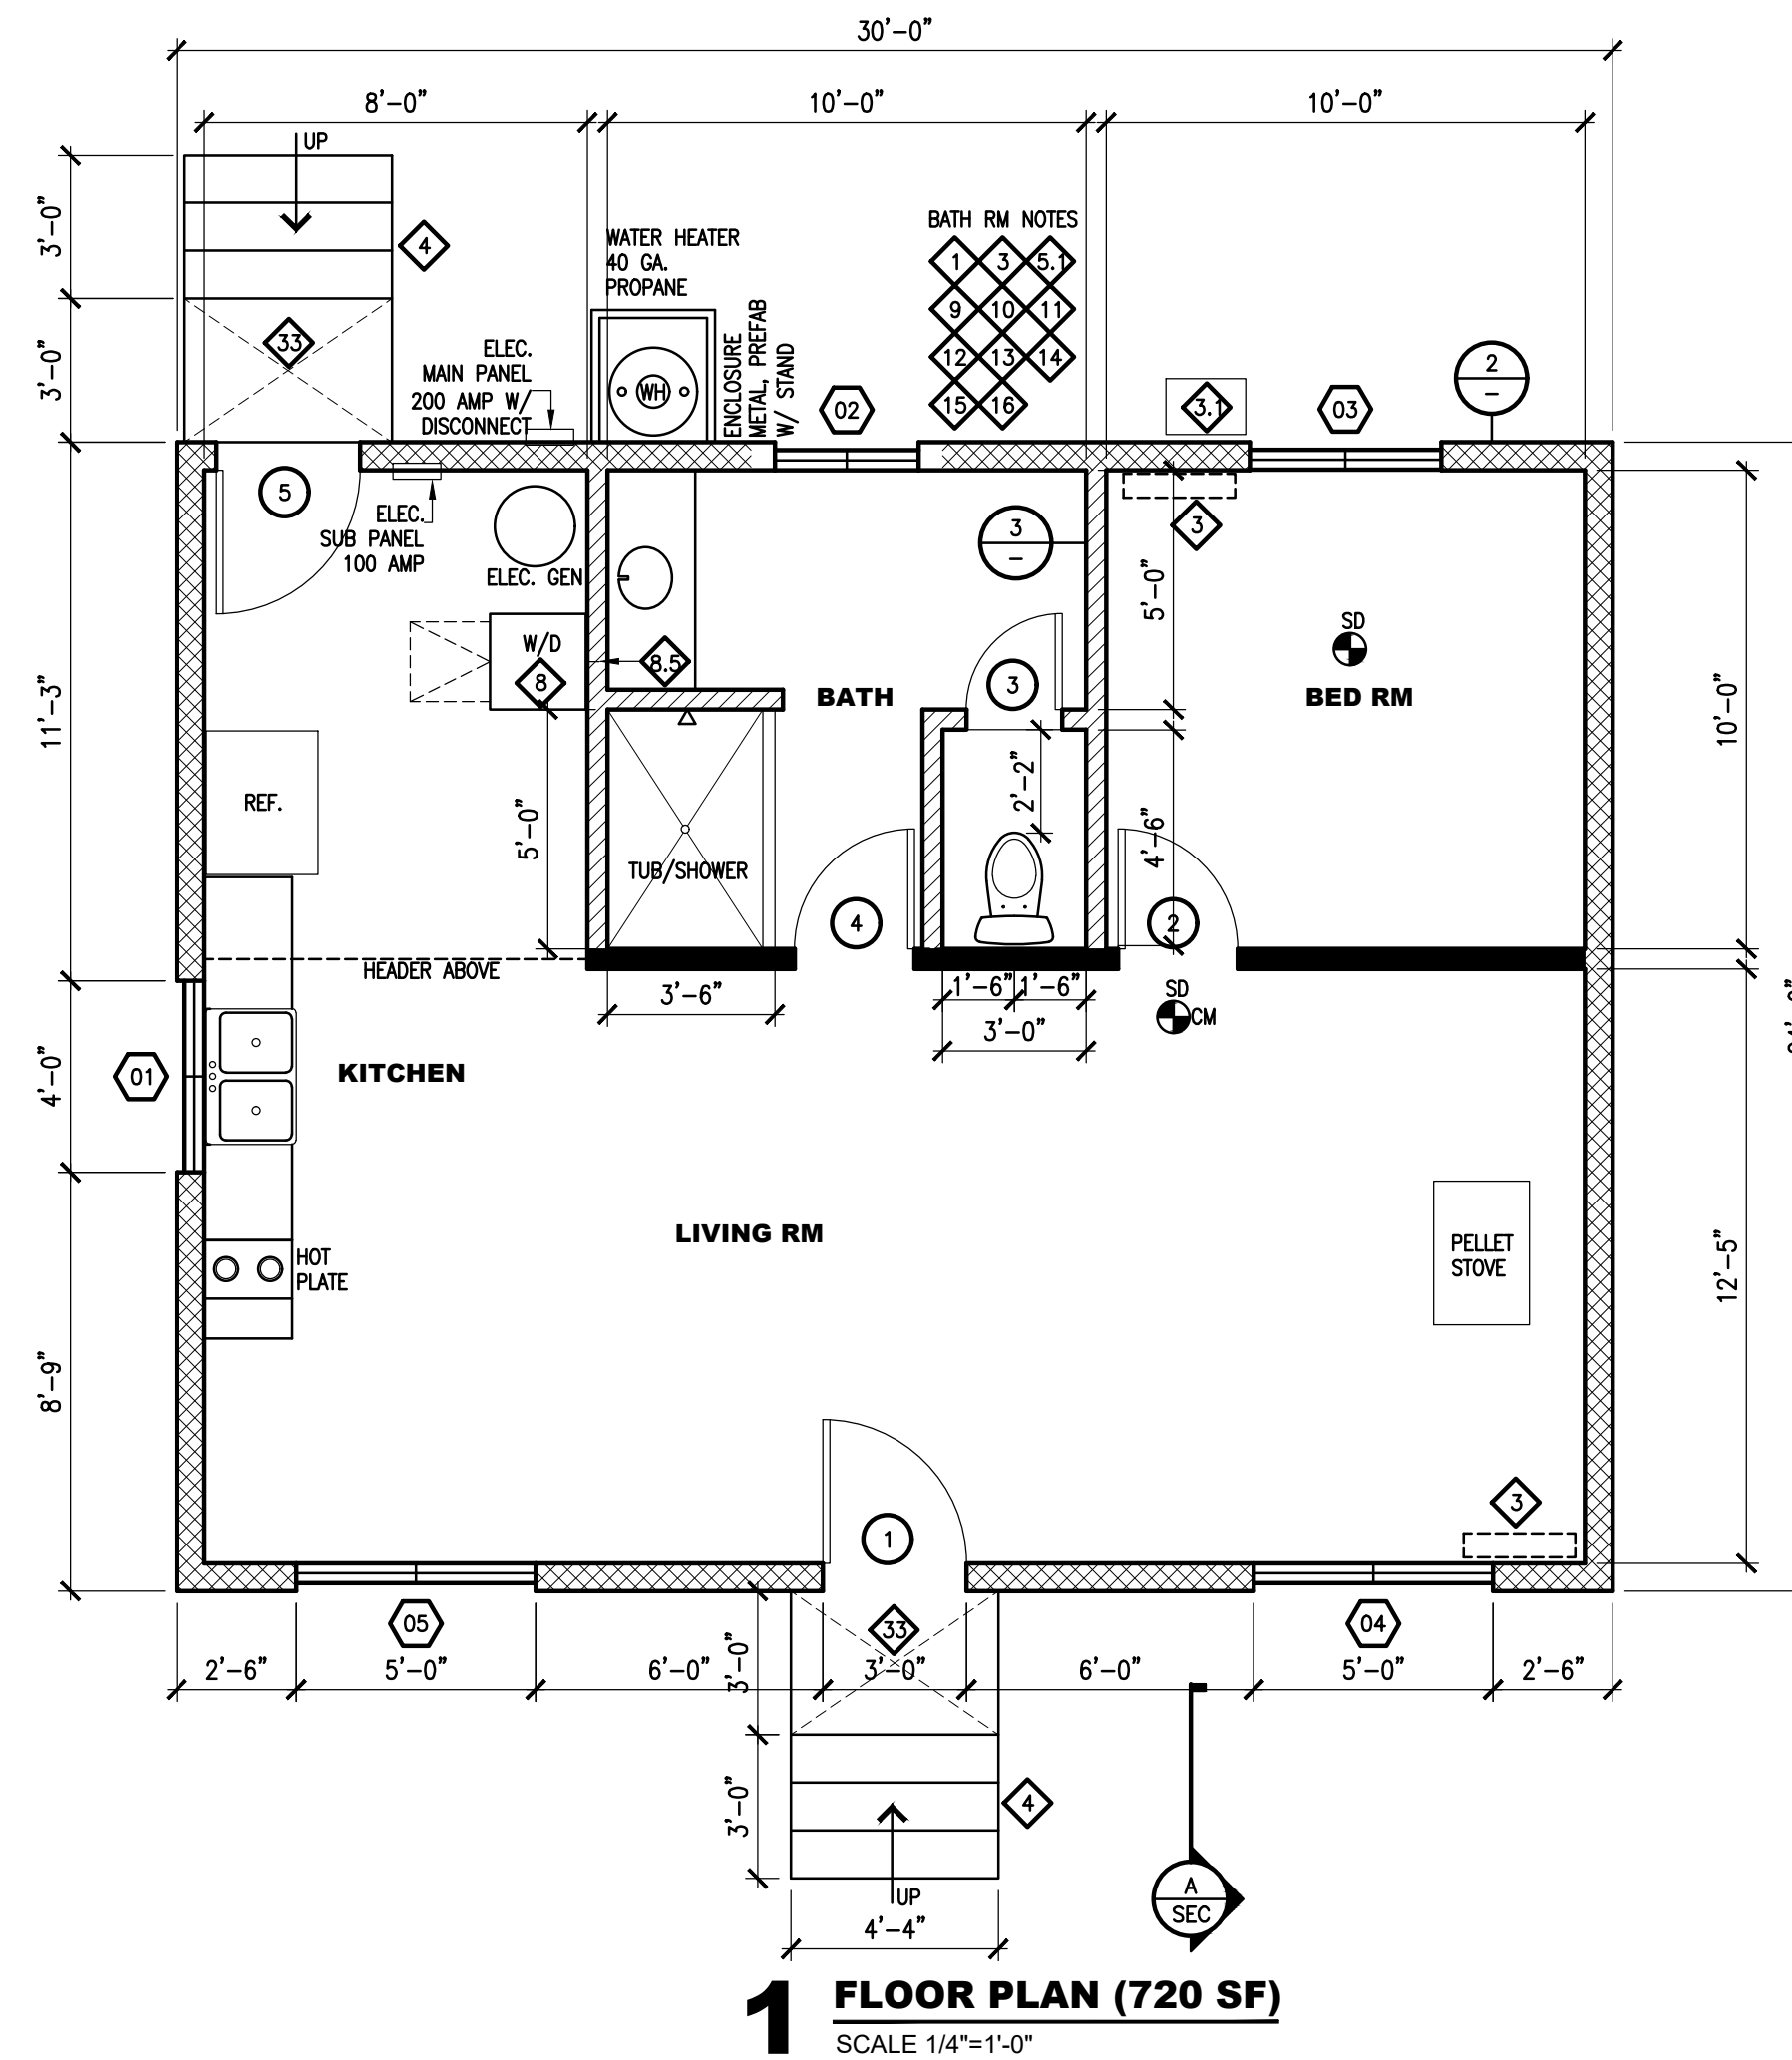 30'-0"
8'-0"
10'-0"
10'-0"
UP
3'-0"
4
BATH RM NOTES
WATER HEATER
40 GA.
PROPANE
1 3 5.1
9 10 11
12 13 14
15 16
3'-0"
33
ELEC.
MAIN PANEL
200 AMP W/
DISCONNECT
WH
ENCLOSURE
METAL, PREFAB
W/ STAND
02
3.1
03
2
–
5
ELEC.
SUB PANEL
100 AMP
ELEC. GEN
3
–
3
5'-0"
SD
W/D
8
8.5
3
BATH
BED RM
11'-3"
10'-0"
REF.
5'-0"
TUB/SHOWER
2'-2"
4'-6"
4
2
HEADER ABOVE
3'-6"
1'-6"
1'-6"
3'-0"
SD
CM
01
4'-0"
KITCHEN
LIVING RM
PELLET
STOVE
12'-5"
HOT
PLATE
8'-9"
3
1
05
33
04
2'-6"
5'-0"
6'-0"
3'-0"
3'-0"
6'-0"
5'-0"
2'-6"
3'-0"
4
UP
4'-4"
A
SEC
1 FLOOR PLAN (720 SF)
SCALE 1/4"=1'-0"